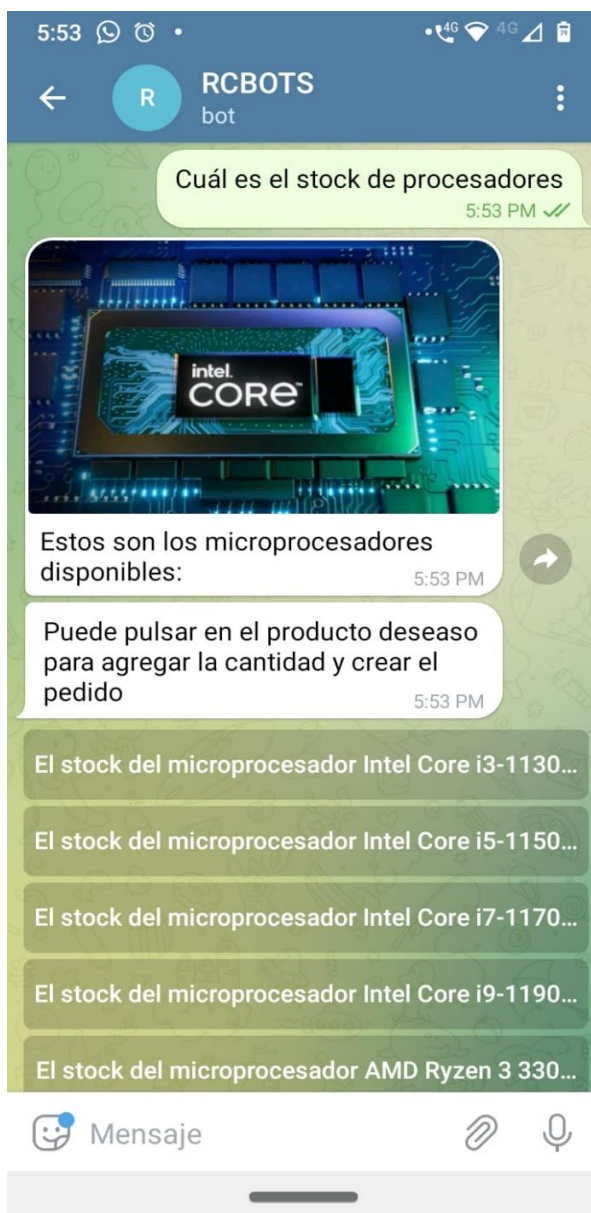 5:53
4G
4G
79
R
RCBOTS
bot
Cuál es el stock de procesadores
5:53 PM
intel.
CORE
Estos son los microprocesadores
disponibles:
5:53 PM
Puede pulsar en el producto deseaso
para agregar la cantidad y crear el
pedido
5:53 PM
El stock del microprocesador Intel Core i3-1130...
El stock del microprocesador Intel Core i5-1150...
El stock del microprocesador Intel Core i7-1170...
El stock del microprocesador Intel Core i9-1190...
El stock del microprocesador AMD Ryzen 3 330...
Mensaje